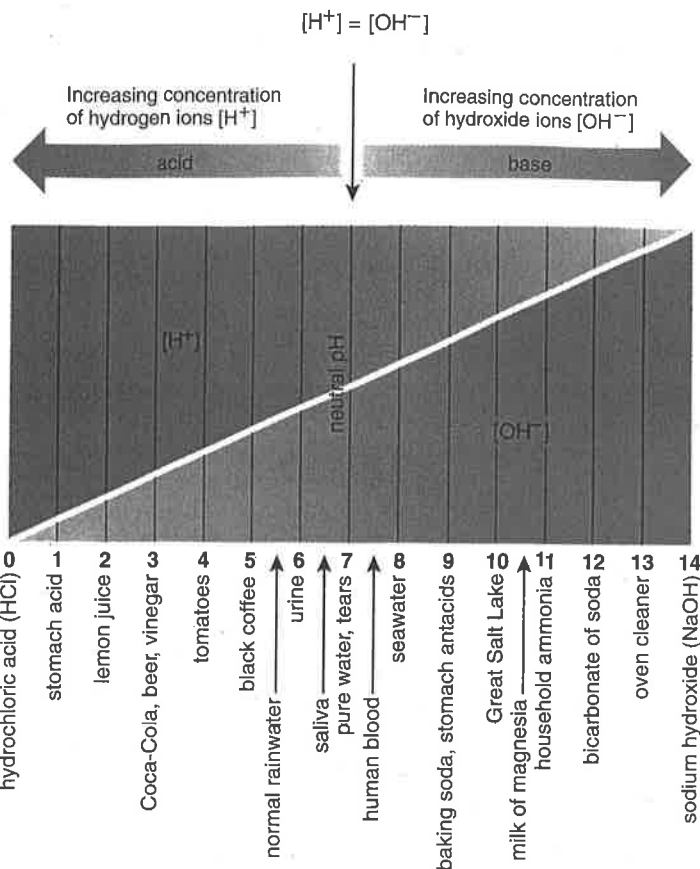 [H⁺] = [OH⁻]
Increasing concentration
of hydrogen ions [H⁺]
Increasing concentration
of hydroxide ions [OH⁻]
acid
base
[H⁺]
neutral pH
[OH⁻]
0
1
2
3
4
5
6
7
8
9
10
11
12
13
14
hydrochloric acid (HCl)
stomach acid
lemon juice
Coca-Cola, beer, vinegar
tomatoes
black coffee
normal rainwater
urine
saliva
pure water, tears
human blood
seawater
baking soda, stomach antacids
Great Salt Lake
milk of magnesia
household ammonia
bicarbonate of soda
oven cleaner
sodium hydroxide (NaOH)